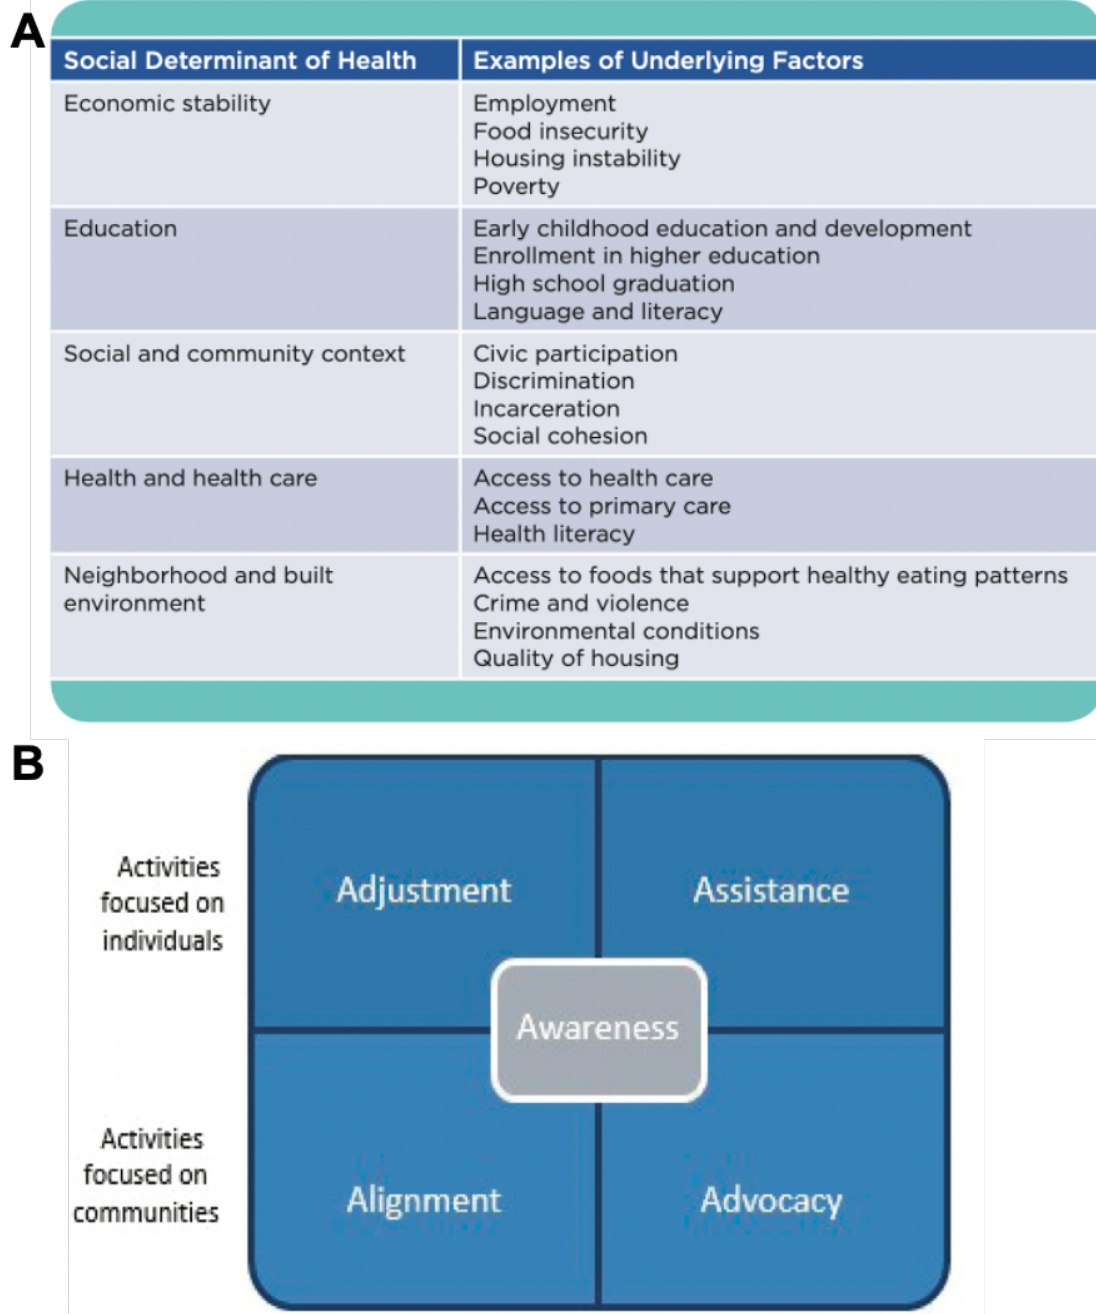 A
Social Determinant of Health
Examples of Underlying Factors
Economic stability
Employment
Food insecurity
Housing instability
Poverty
Education
Early childhood education and development
Enrollment in higher education
High school graduation
Language and literacy
Social and community context
Civic participation
Discrimination
Incarceration
Social cohesion
Health and health care
Access to health care
Access to primary care
Health literacy
Neighborhood and built
environment
Access to foods that support healthy eating patterns
Crime and violence
Environmental conditions
Quality of housing
B
Activities
focused on
individuals
Adjustment
Assistance
Awareness
Activities
focused on
communities
Alignment
Advocacy